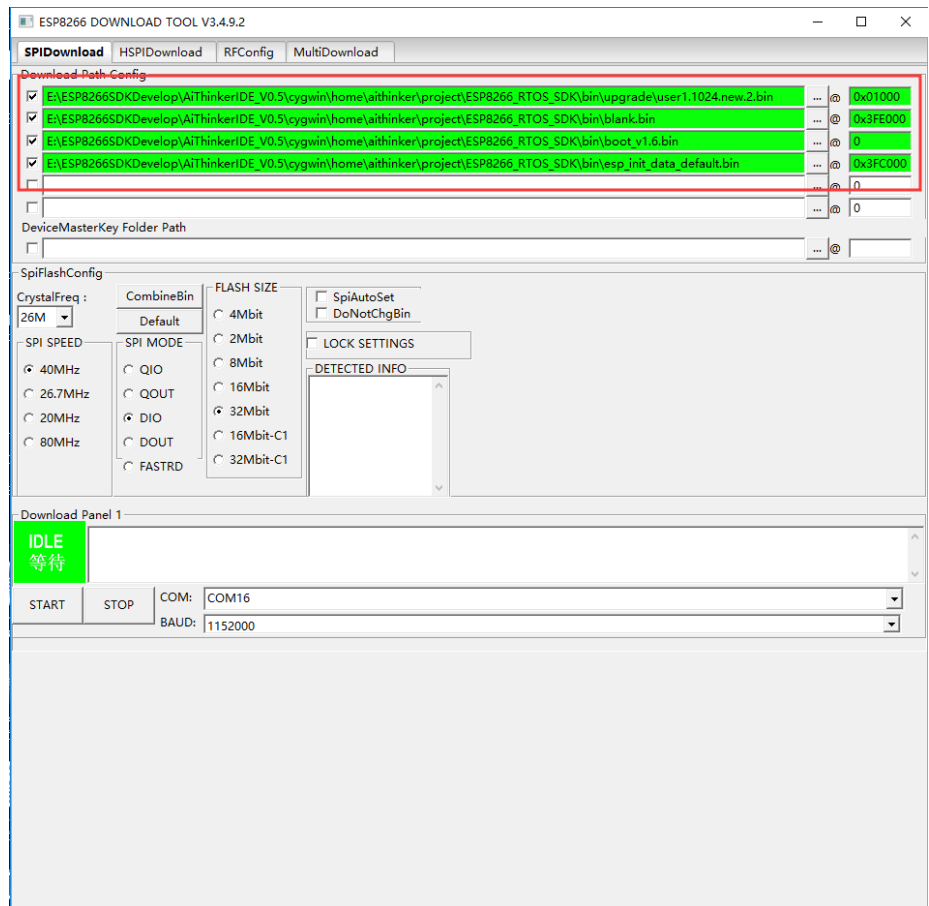 ESP8266 DOWNLOAD TOOL V3.4.9.2
SPIDownload HSPIDownload RFConfig MultiDownload
Download Path Config
E:\ESP8266SDKDevelop\AiThinkerIDE_V0.5\cygwin\home\aithinker\project\ESP8266_RTOS_SDK\bin\upgrade\user1.1024.new.2.bin ... @ 0x01000
E:\ESP8266SDKDevelop\AiThinkerIDE_V0.5\cygwin\home\aithinker\project\ESP8266_RTOS_SDK\bin\blank.bin ... @ 0x3FE000
E:\ESP8266SDKDevelop\AiThinkerIDE_V0.5\cygwin\home\aithinker\project\ESP8266_RTOS_SDK\bin\boot_v1.6.bin ... @ 0
E:\ESP8266SDKDevelop\AiThinkerIDE_V0.5\cygwin\home\aithinker\project\ESP8266_RTOS_SDK\bin\esp_init_data_default.bin ... @ 0x3FC000
... @ 0
... @ 0
DeviceMasterKey Folder Path
... @
SpiFlashConfig
CrystalFreq :
26M
CombineBin
Default
SPI SPEED
40MHz
26.7MHz
20MHz
80MHz
SPI MODE
QIO
QOUT
DIO
DOUT
FASTRD
FLASH SIZE
4Mbit
2Mbit
8Mbit
16Mbit
32Mbit
16Mbit-C1
32Mbit-C1
SpiAutoSet
DoNotChgBin
LOCK SETTINGS
DETECTED INFO
Download Panel 1
IDLE
等待
START STOP
COM: COM16
BAUD: 1152000